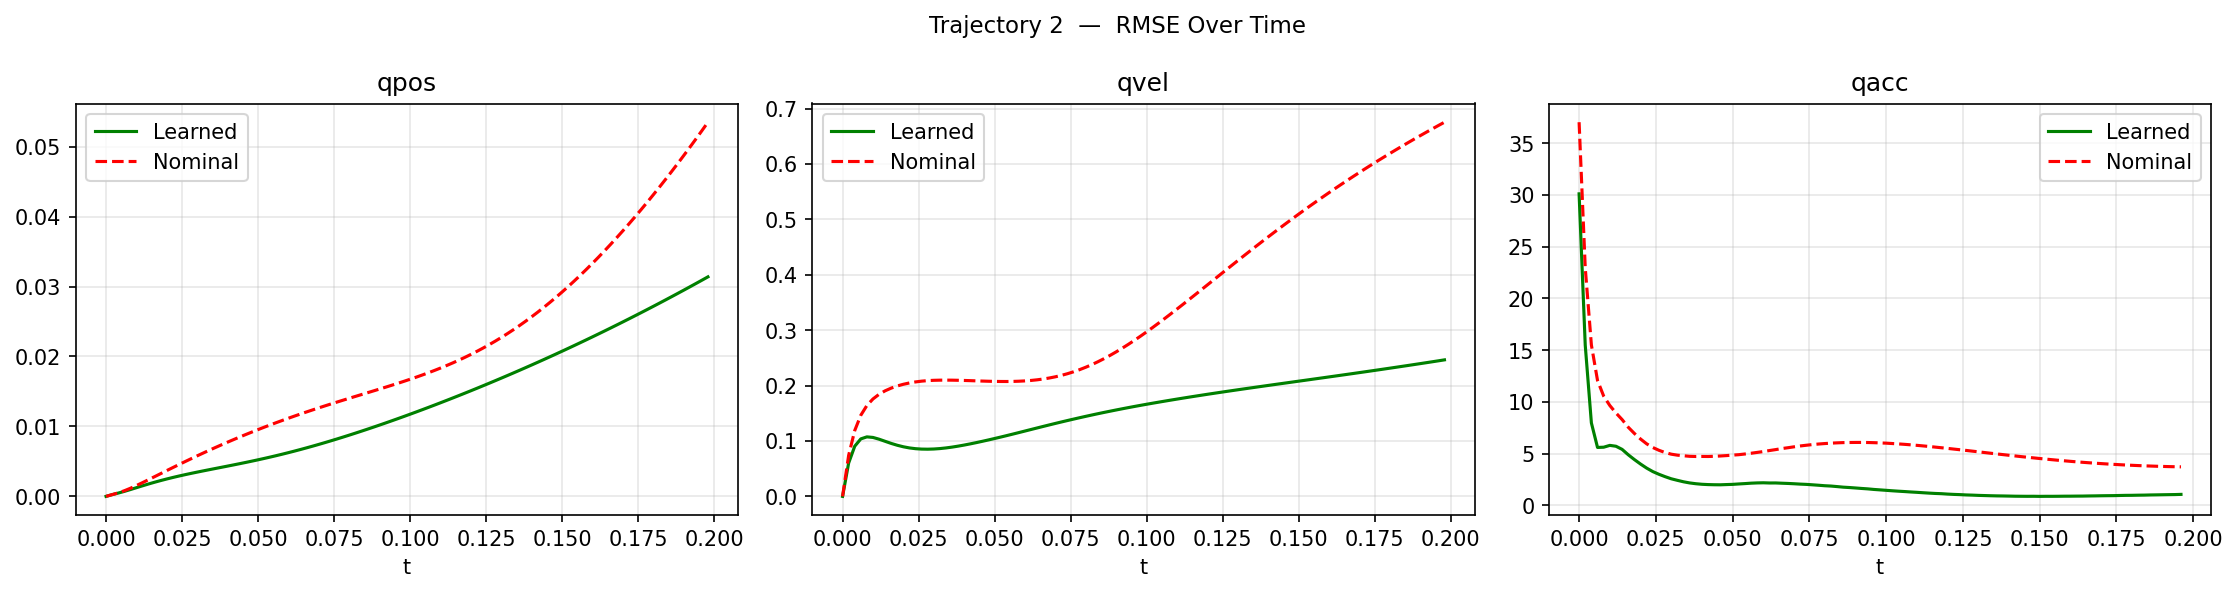 Trajectory 2 — RMSE Over Time
qpos
Learned
Nominal
0.05
0.04
0.03
0.02
0.01
0.00
0.000 0.025 0.050 0.075 0.100 0.125 0.150 0.175 0.200
t
qvel
Learned
Nominal
0.7
0.6
0.5
0.4
0.3
0.2
0.1
0.0
0.000 0.025 0.050 0.075 0.100 0.125 0.150 0.175 0.200
t
qacc
Learned
Nominal
35
30
25
20
15
10
5
0
0.000 0.025 0.050 0.075 0.100 0.125 0.150 0.175 0.200
t